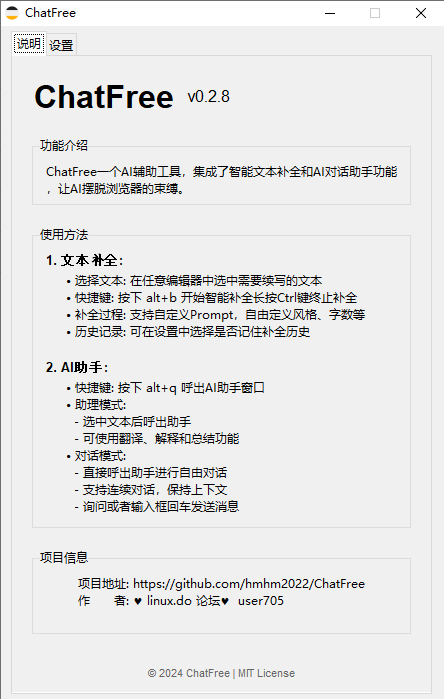 ChatFree
说明 设置
ChatFree v0.2.8
功能介绍
ChatFree一个AI辅助工具，集成了智能文本补全和AI对话助手功能
，让AI摆脱浏览器的束缚。
使用方法
1. 文本补全：
• 选择文本: 在任意编辑器中选中需要续写的文本
• 快捷键: 按下 alt+b 开始智能补全长按Ctrl键终止补全
• 补全过程: 支持自定义Prompt，自由定义风格、字数等
• 历史记录: 可在设置中选择是否记住补全历史
2. AI助手：
• 快捷键: 按下 alt+q 呼出AI助手窗口
• 助理模式:
- 选中文本后呼出助手
- 可使用翻译、解释和总结功能
• 对话模式:
- 直接呼出助手进行自由对话
- 支持连续对话，保持上下文
- 询问或者输入框回车发送消息
项目信息
项目地址: https://github.com/hmhm2022/ChatFree
作 者: ♥ linux.do 论坛♥ user705
© 2024 ChatFree | MIT License